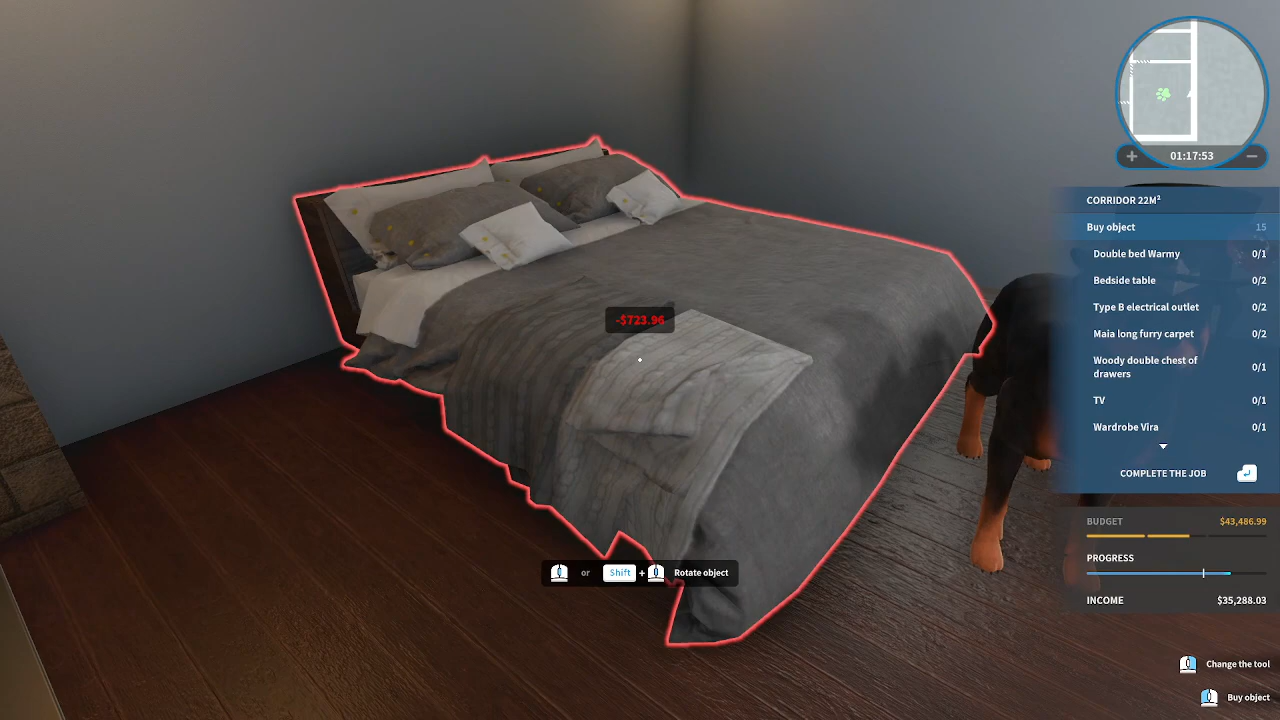 01:17:53
CORRIDOR 22M²
Buy object 15
Double bed Warmy 0/1
Bedside table 0/2
Type B electrical outlet 0/2
Maia long furry carpet 0/2
Woody double chest of
drawers 0/1
TV 0/1
Wardrobe Vira 0/1
COMPLETE THE JOB
BUDGET $43,486.99
PROGRESS
INCOME $35,288.03
-$723.96
or Shift + Rotate object
Change the tool
Buy object